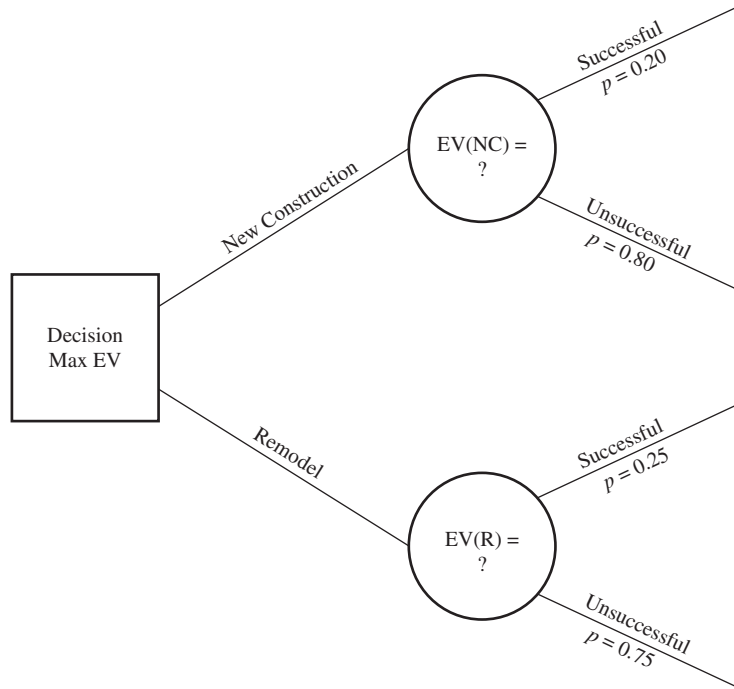 Successful
p = 0.20
EV(NC) =
?
New Construction
Unsuccessful
p = 0.80
Decision
Max EV
Remodel
Successful
p = 0.25
EV(R) =
?
Unsuccessful
p = 0.75